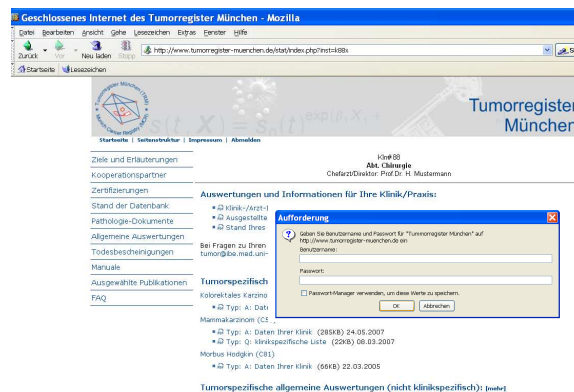 Geschlossenes Internet des Tumorregister München - Mozilla
Datei Bearbeiten Ansicht Gehe Lesezeichen Extras Fenster Hilfe
Zurück Vor Neu laden Stopp http://www.tumorregister-muenchen.de/stat/index.php?inst=k88x
Startseite Lesezeichen
Tumorregister
München
Startseite | Seitenstruktur | Impressum | Abmelden
Klin# 88
Abt. Chirurgie
Chefarzt/Direktor: Prof.Dr. H. Mustermann
Ziele und Erläuterungen
Kooperationspartner
Zertifizierungen
Stand der Datenbank
Pathologie-Dokumente
Allgemeine Auswertungen
Todesbescheinigungen
Manuale
Ausgewählte Publikationen
FAQ
Auswertungen und Informationen für Ihre Klinik/Praxis:
Klinik-/Arzt-
Ausgestellte
Stand Ihres
Bei Fragen zu Ihren
tumor@ibe.med.uni-
Aufforderung
Geben Sie Benutzername und Passwort für "Tummorregister München" auf
http://www.tumorregister-muenchen.de ein
Benutzername:
Passwort:
Passwort-Manager verwenden, um diese Werte zu speichern.
OK Abbrechen
Tumorspezifisch
Kolorektales Karzino
Typ: A: Dat
Mammakarzinom (C5
Typ: A: Daten Ihrer Klinik (285KB) 24.05.2007
Typ: Q: klinikspezifische Liste (22KB) 08.03.2007
Morbus Hodgkin (C81)
Typ: A: Daten Ihrer Klinik (66KB) 22.03.2005
Tumorspezifische allgemeine Auswertungen (nicht klinikspezifisch): [mehr]